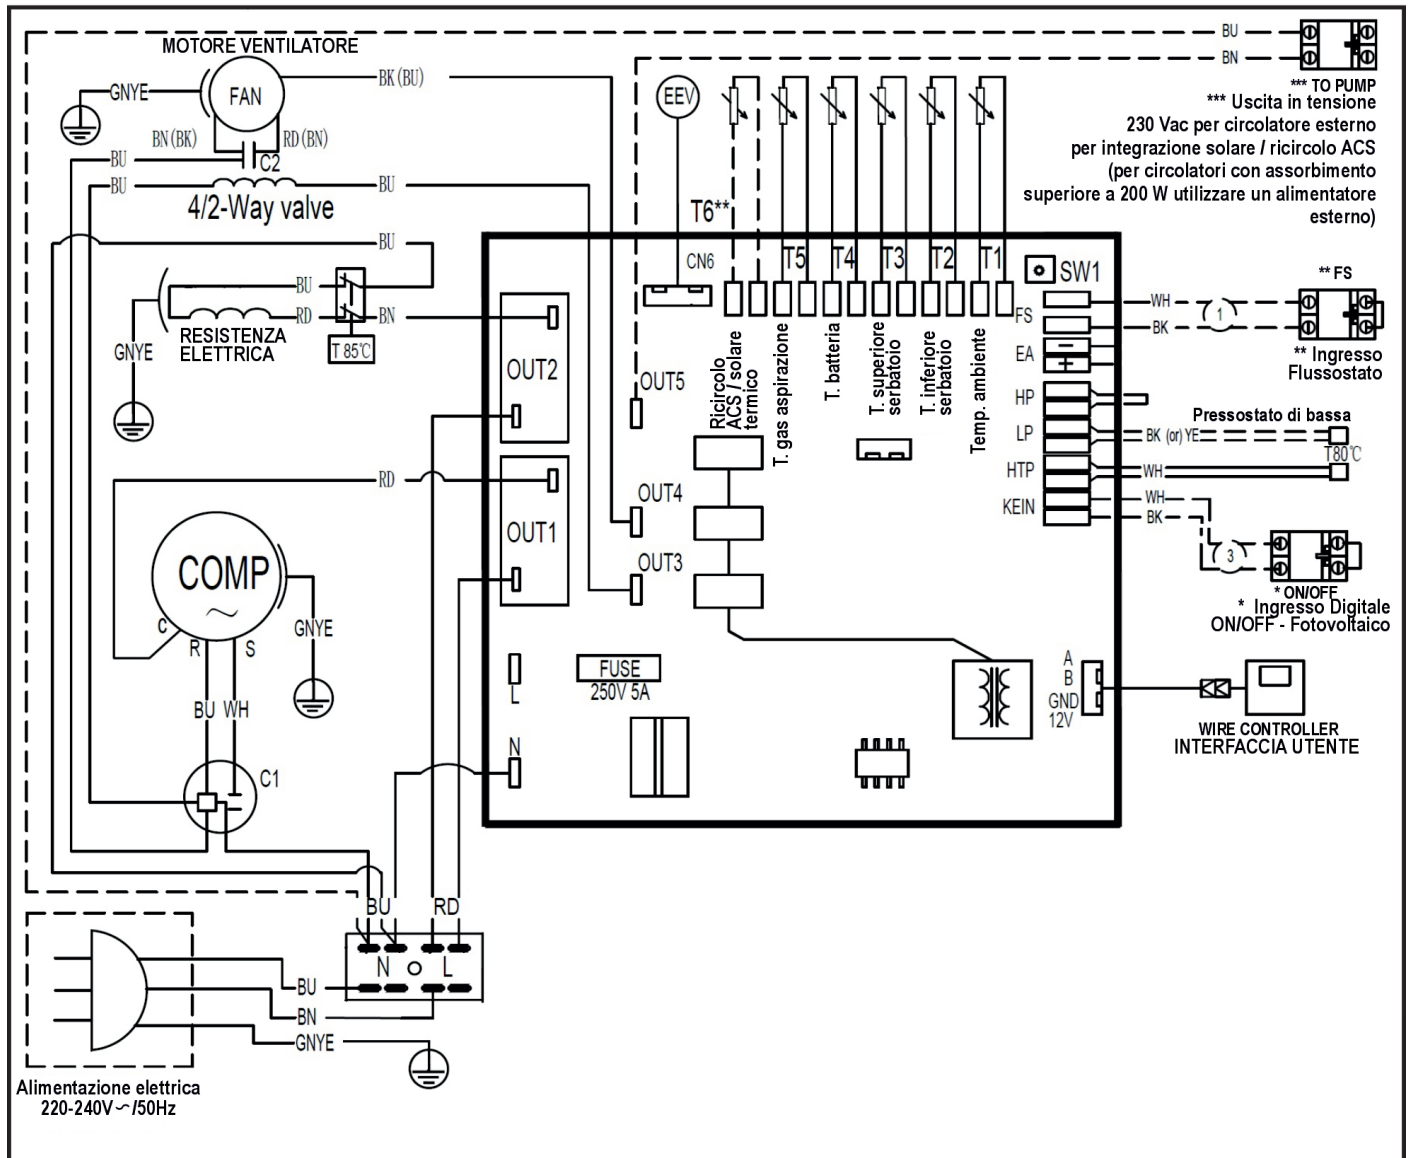 MOTORE VENTILATORE
BU
BN
GNYE
FAN
BK(BU)
EEV
*** TO PUMP
*** Uscita in tensione
230 Vac per circolatore esterno
per integrazione solare / ricircolo ACS
(per circolatori con assorbimento
superiore a 200 W utilizzare un alimentatore
esterno)
BN(BK)
RD(BN)
BU
C2
BU
BU
4/2-Way valve
T6**
BU
CN6
T5
T4
T3
T2
T1
SW1
** FS
BU
RD
BN
RESISTENZA
ELETTRICA
T 85℃
GNYE
FS
WH
1
BK
EA
** Ingresso
Flussostato
OUT2
OUT5
Ricircolo
ACS / solare
termico
T. gas aspirazione
T. batteria
T. superiore
serbatoio
T. inferiore
serbatoio
Temp. ambiente
HP
Pressostato di bassa
LP
BK (or) YE
T80℃
HTP
WH
RD
OUT4
KEIN
WH
BK
OUT1
3
COMP
OUT3
* ON/OFF
* Ingresso Digitale
ON/OFF - Fotovoltaico
C
R
S
GNYE
L
FUSE
250V 5A
A
B
GND
12V
BU
WH
WIRE CONTROLLER
INTERFACCIA UTENTE
N
C1
BU
RD
N
L
BU
BN
GNYE
Alimentazione elettrica
220-240V～/50Hz